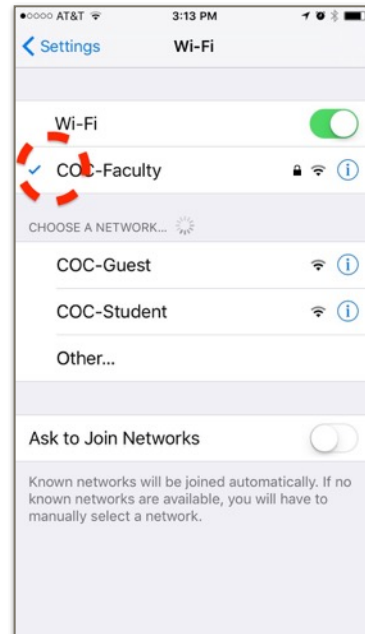 AT&T 3:13 PM
Settings Wi-Fi
Wi-Fi
COC-Faculty
CHOOSE A NETWORK...
COC-Guest
COC-Student
Other...
Ask to Join Networks
Known networks will be joined automatically. If no
known networks are available, you will have to
manually select a network.